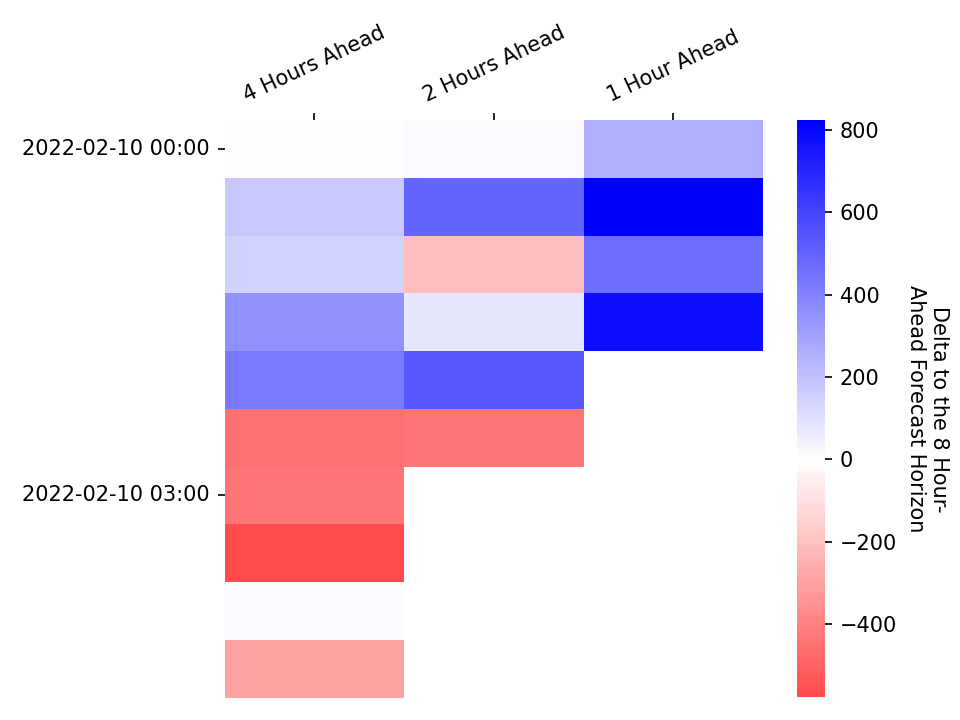 4 Hours Ahead
2 Hours Ahead
1 Hour Ahead
2022-02-10 00:00
2022-02-10 03:00
800
600
400
200
0
−200
−400
Delta to the 8 Hour-
Ahead Forecast Horizon